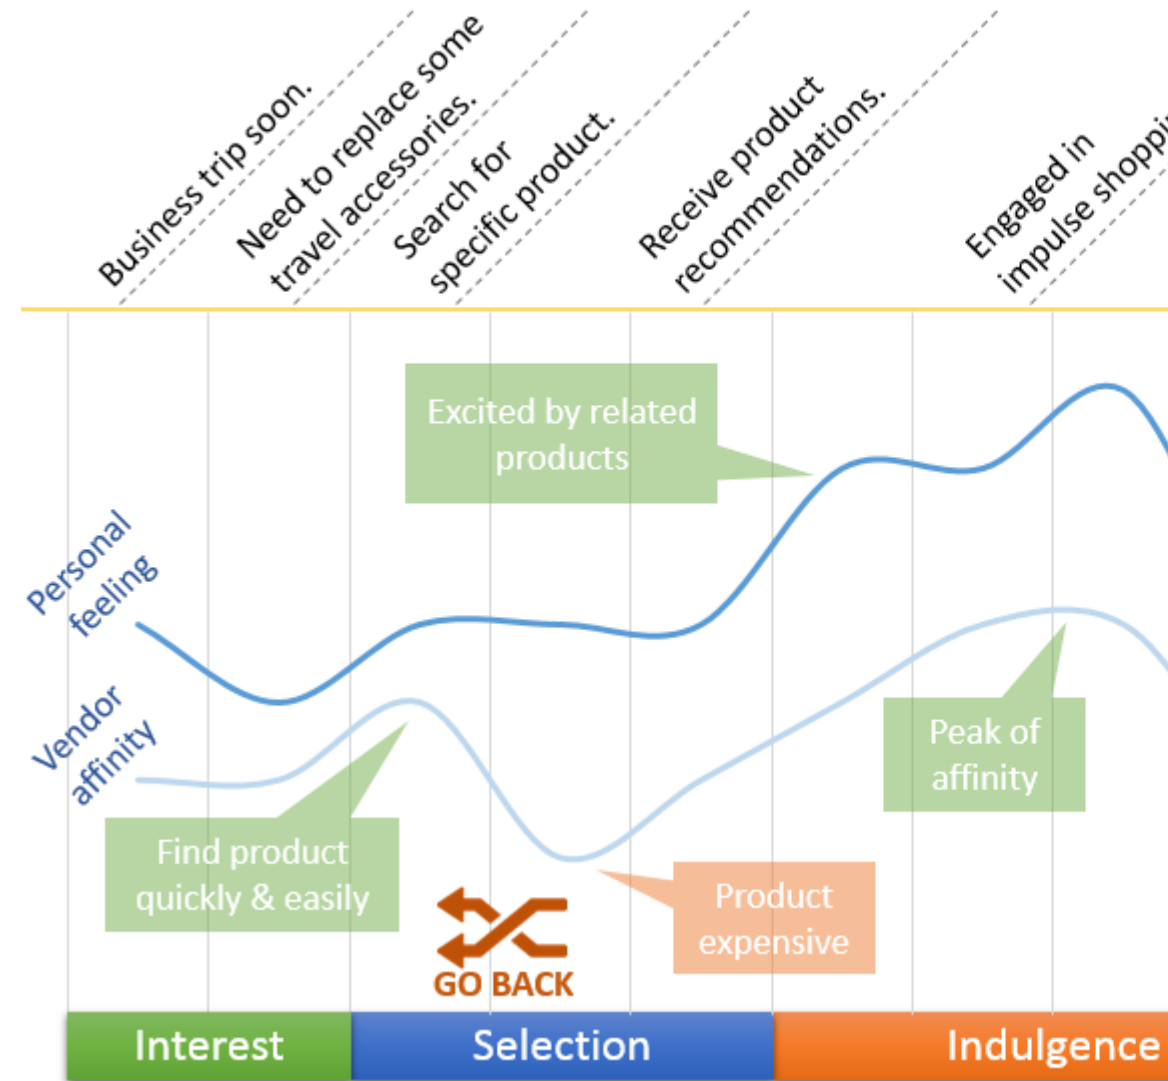 Business trip soon.
Need to replace some
travel accessories.
Search for
specific product.
Receive product
recommendations.
Engaged in
impulse
Excited by related
products
Personal
feeling
Vendor
affinity
Peak of
affinity
Find product
quickly & easily
Product
expensive
GO BACK
Interest
Selection
Indulgence